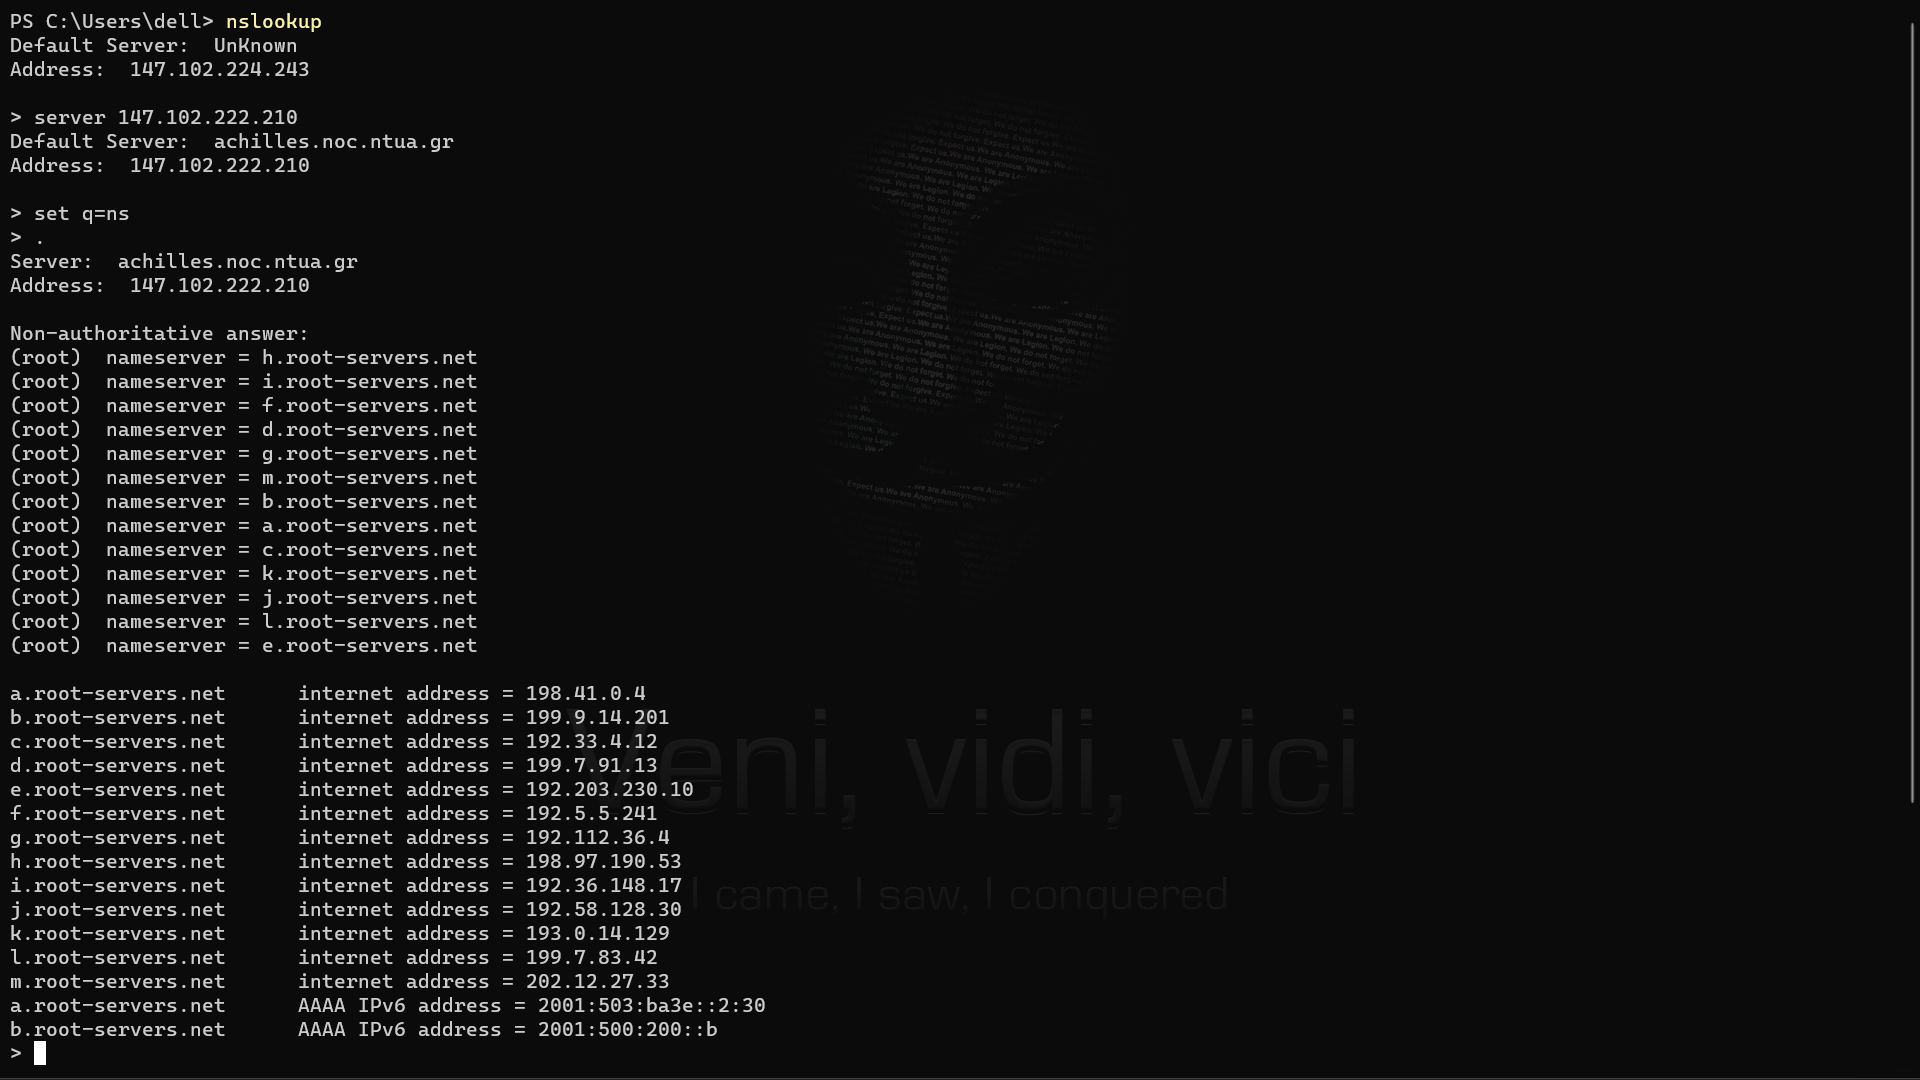 PS C:\Users\dell> nslookup
Default Server:  UnKnown
Address:  147.102.224.243
> server 147.102.222.210
Default Server:  achilles.noc.ntua.gr
Address:  147.102.222.210
> set q=ns
> .
Server:  achilles.noc.ntua.gr
Address:  147.102.222.210
Non-authoritative answer:
(root)  nameserver = h.root-servers.net
(root)  nameserver = i.root-servers.net
(root)  nameserver = f.root-servers.net
(root)  nameserver = d.root-servers.net
(root)  nameserver = g.root-servers.net
(root)  nameserver = m.root-servers.net
(root)  nameserver = b.root-servers.net
(root)  nameserver = a.root-servers.net
(root)  nameserver = c.root-servers.net
(root)  nameserver = k.root-servers.net
(root)  nameserver = j.root-servers.net
(root)  nameserver = l.root-servers.net
(root)  nameserver = e.root-servers.net
a.root-servers.net      internet address = 198.41.0.4
b.root-servers.net      internet address = 199.9.14.201
c.root-servers.net      internet address = 192.33.4.12
d.root-servers.net      internet address = 199.7.91.13
e.root-servers.net      internet address = 192.203.230.10
f.root-servers.net      internet address = 192.5.5.241
g.root-servers.net      internet address = 192.112.36.4
h.root-servers.net      internet address = 198.97.190.53
i.root-servers.net      internet address = 192.36.148.17
j.root-servers.net      internet address = 192.58.128.30
k.root-servers.net      internet address = 193.0.14.129
l.root-servers.net      internet address = 199.7.83.42
m.root-servers.net      internet address = 202.12.27.33
a.root-servers.net      AAAA IPv6 address = 2001:503:ba3e::2:30
b.root-servers.net      AAAA IPv6 address = 2001:500:200::b
>
Veni, vidi, vici
I came, I saw, I conquered